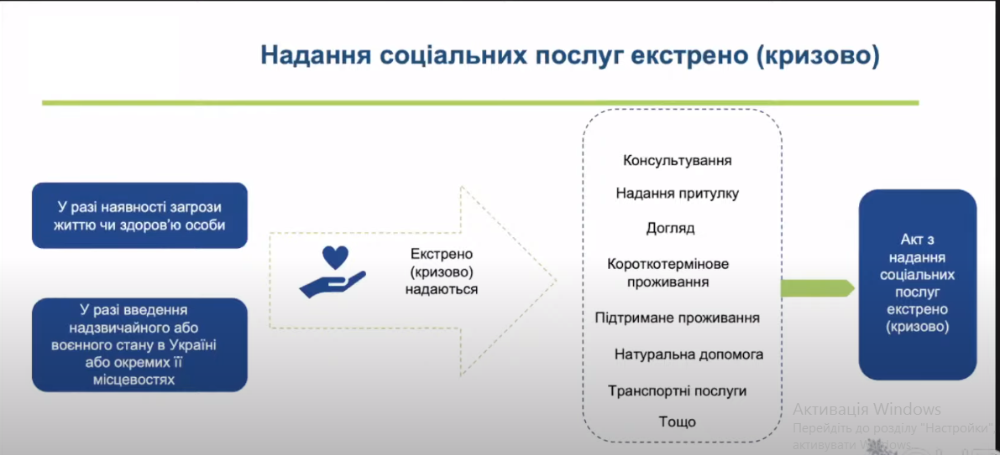 Надання соціальних послуг екстрено (кризово)
У разі наявності загрози
життю чи здоров'ю особи
У разі введення
надзвичайного або
воєнного стану в Україні
або окремих її
місцевостях
Екстрено
(кризово)
надаються
Консультування
Надання притулку
Догляд
Короткотермінове
проживання
Підтримане проживання
Натуральна допомога
Транспортні послуги
Тощо
Акт з
надання
соціальних
послуг
екстрено
(кризово)
Активація Windows
Перейдіть до розділу "Настройки",
активувати Windows.